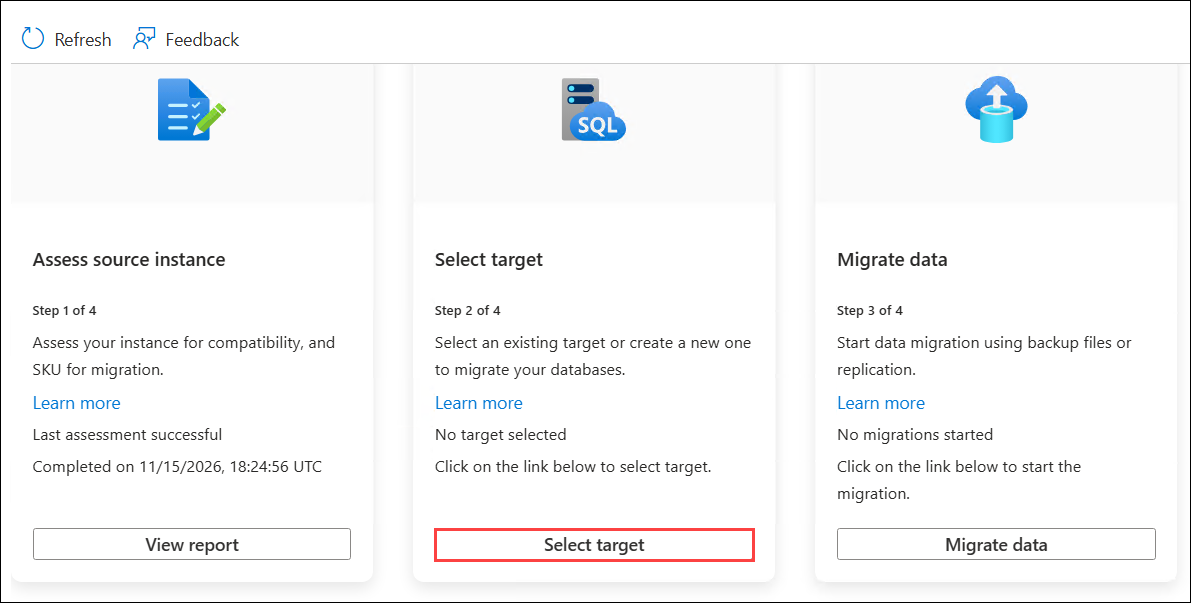 Refresh
Feedback
SQL
Assess source instance
Step 1 of 4
Assess your instance for compatibility, and
SKU for migration.
Learn more
Last assessment successful
Completed on 11/15/2026, 18:24:56 UTC
View report
Select target
Step 2 of 4
Select an existing target or create a new one
to migrate your databases.
Learn more
No target selected
Click on the link below to select target.
Select target
Migrate data
Step 3 of 4
Start data migration using backup files or
replication.
Learn more
No migrations started
Click on the link below to start the
migration.
Migrate data